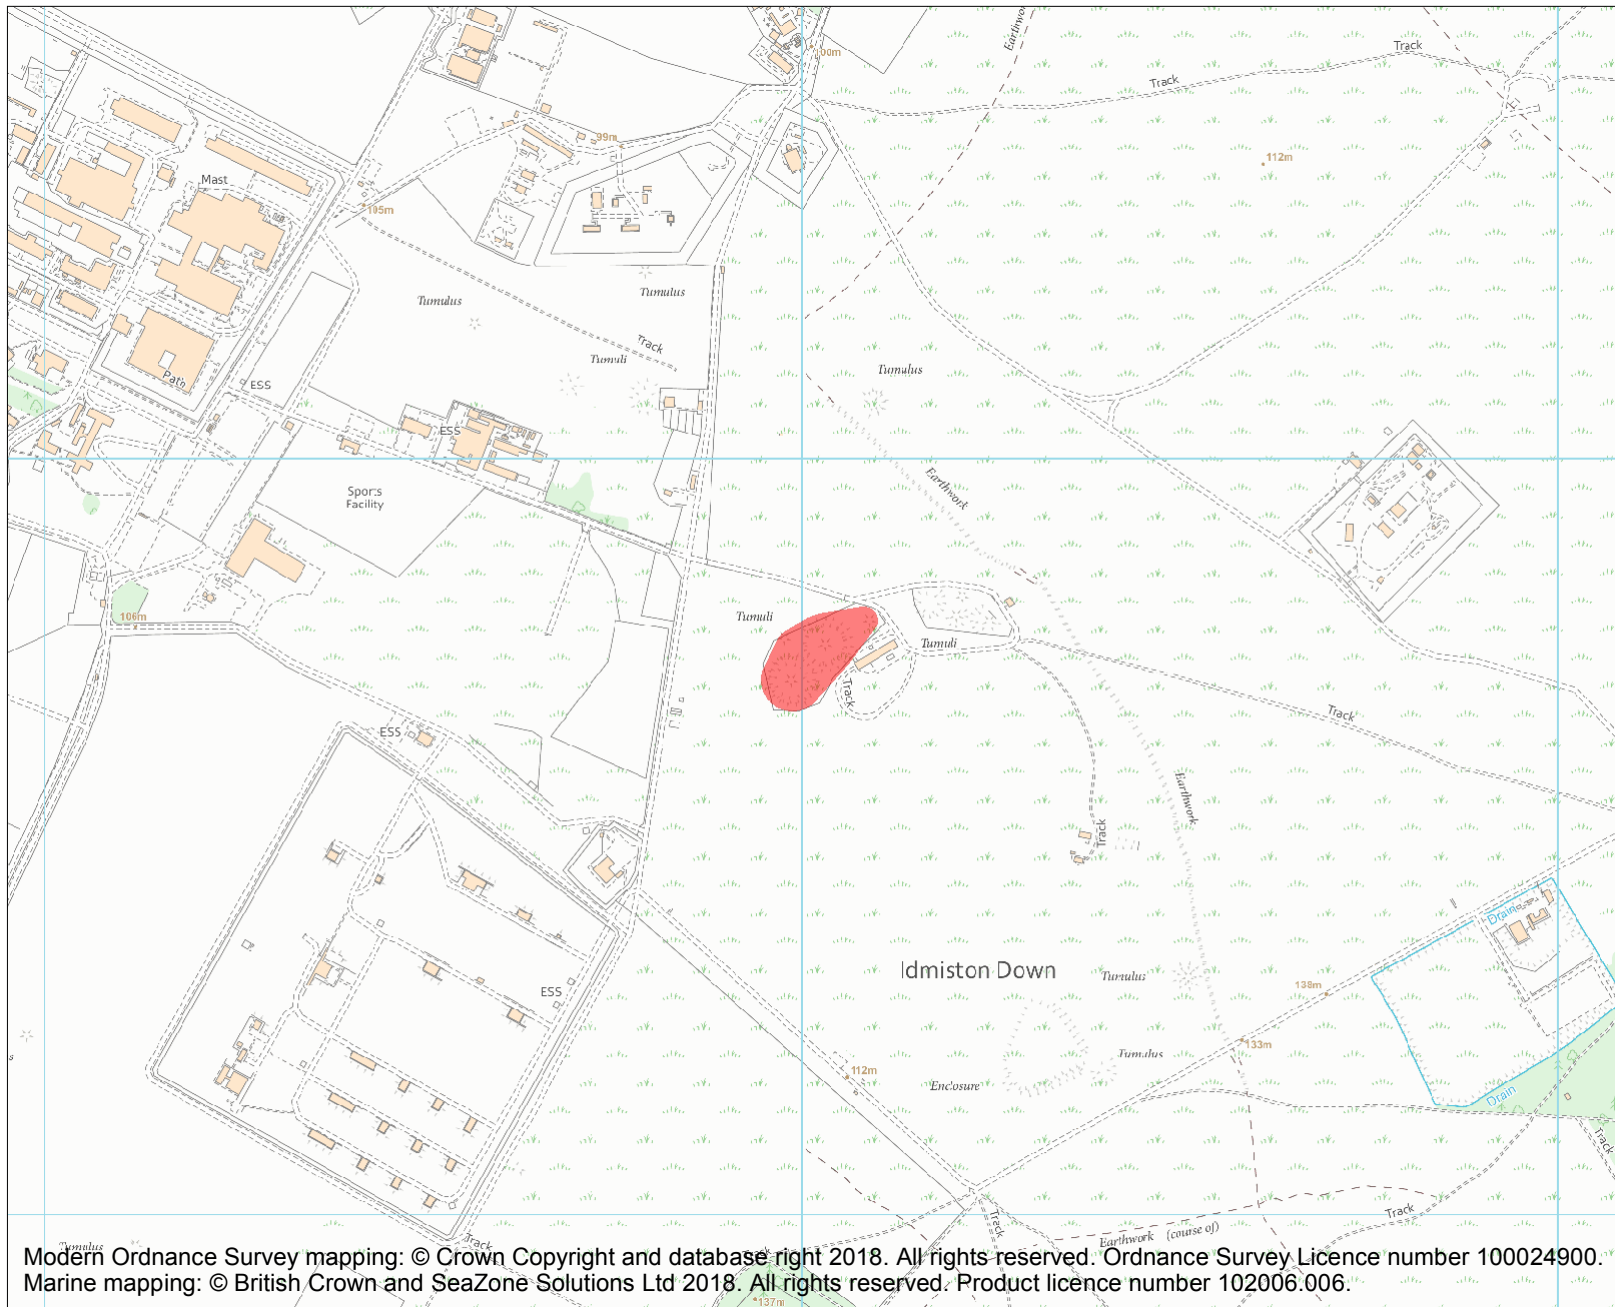 Earthwor
00m
Track
Track
99m
112m
Mast
105m
Tumulus
Tumulus
Track
Tumuli
Tumulus
Path
ESS
ESS
Earthwork
Sports
Facility
106m
Tumuli
Tumuli
Track
Track
ESS
Earthwork
Track
Drain
Idmiston Down
Tumulus
ESS
138m
133m
Tumulus
112m
Enclosure
Drain
Track
Track
Track
Earthwork (course of)
Tumulus
Track
Track
Modern Ordnance Survey mapping: © Crown Copyright and database right 2018. All rights reserved. Ordnance Survey Licence number 100024900.
Marine mapping: © British Crown and SeaZone Solutions Ltd 2018. All rights reserved. Product licence number 102006.006.
137m